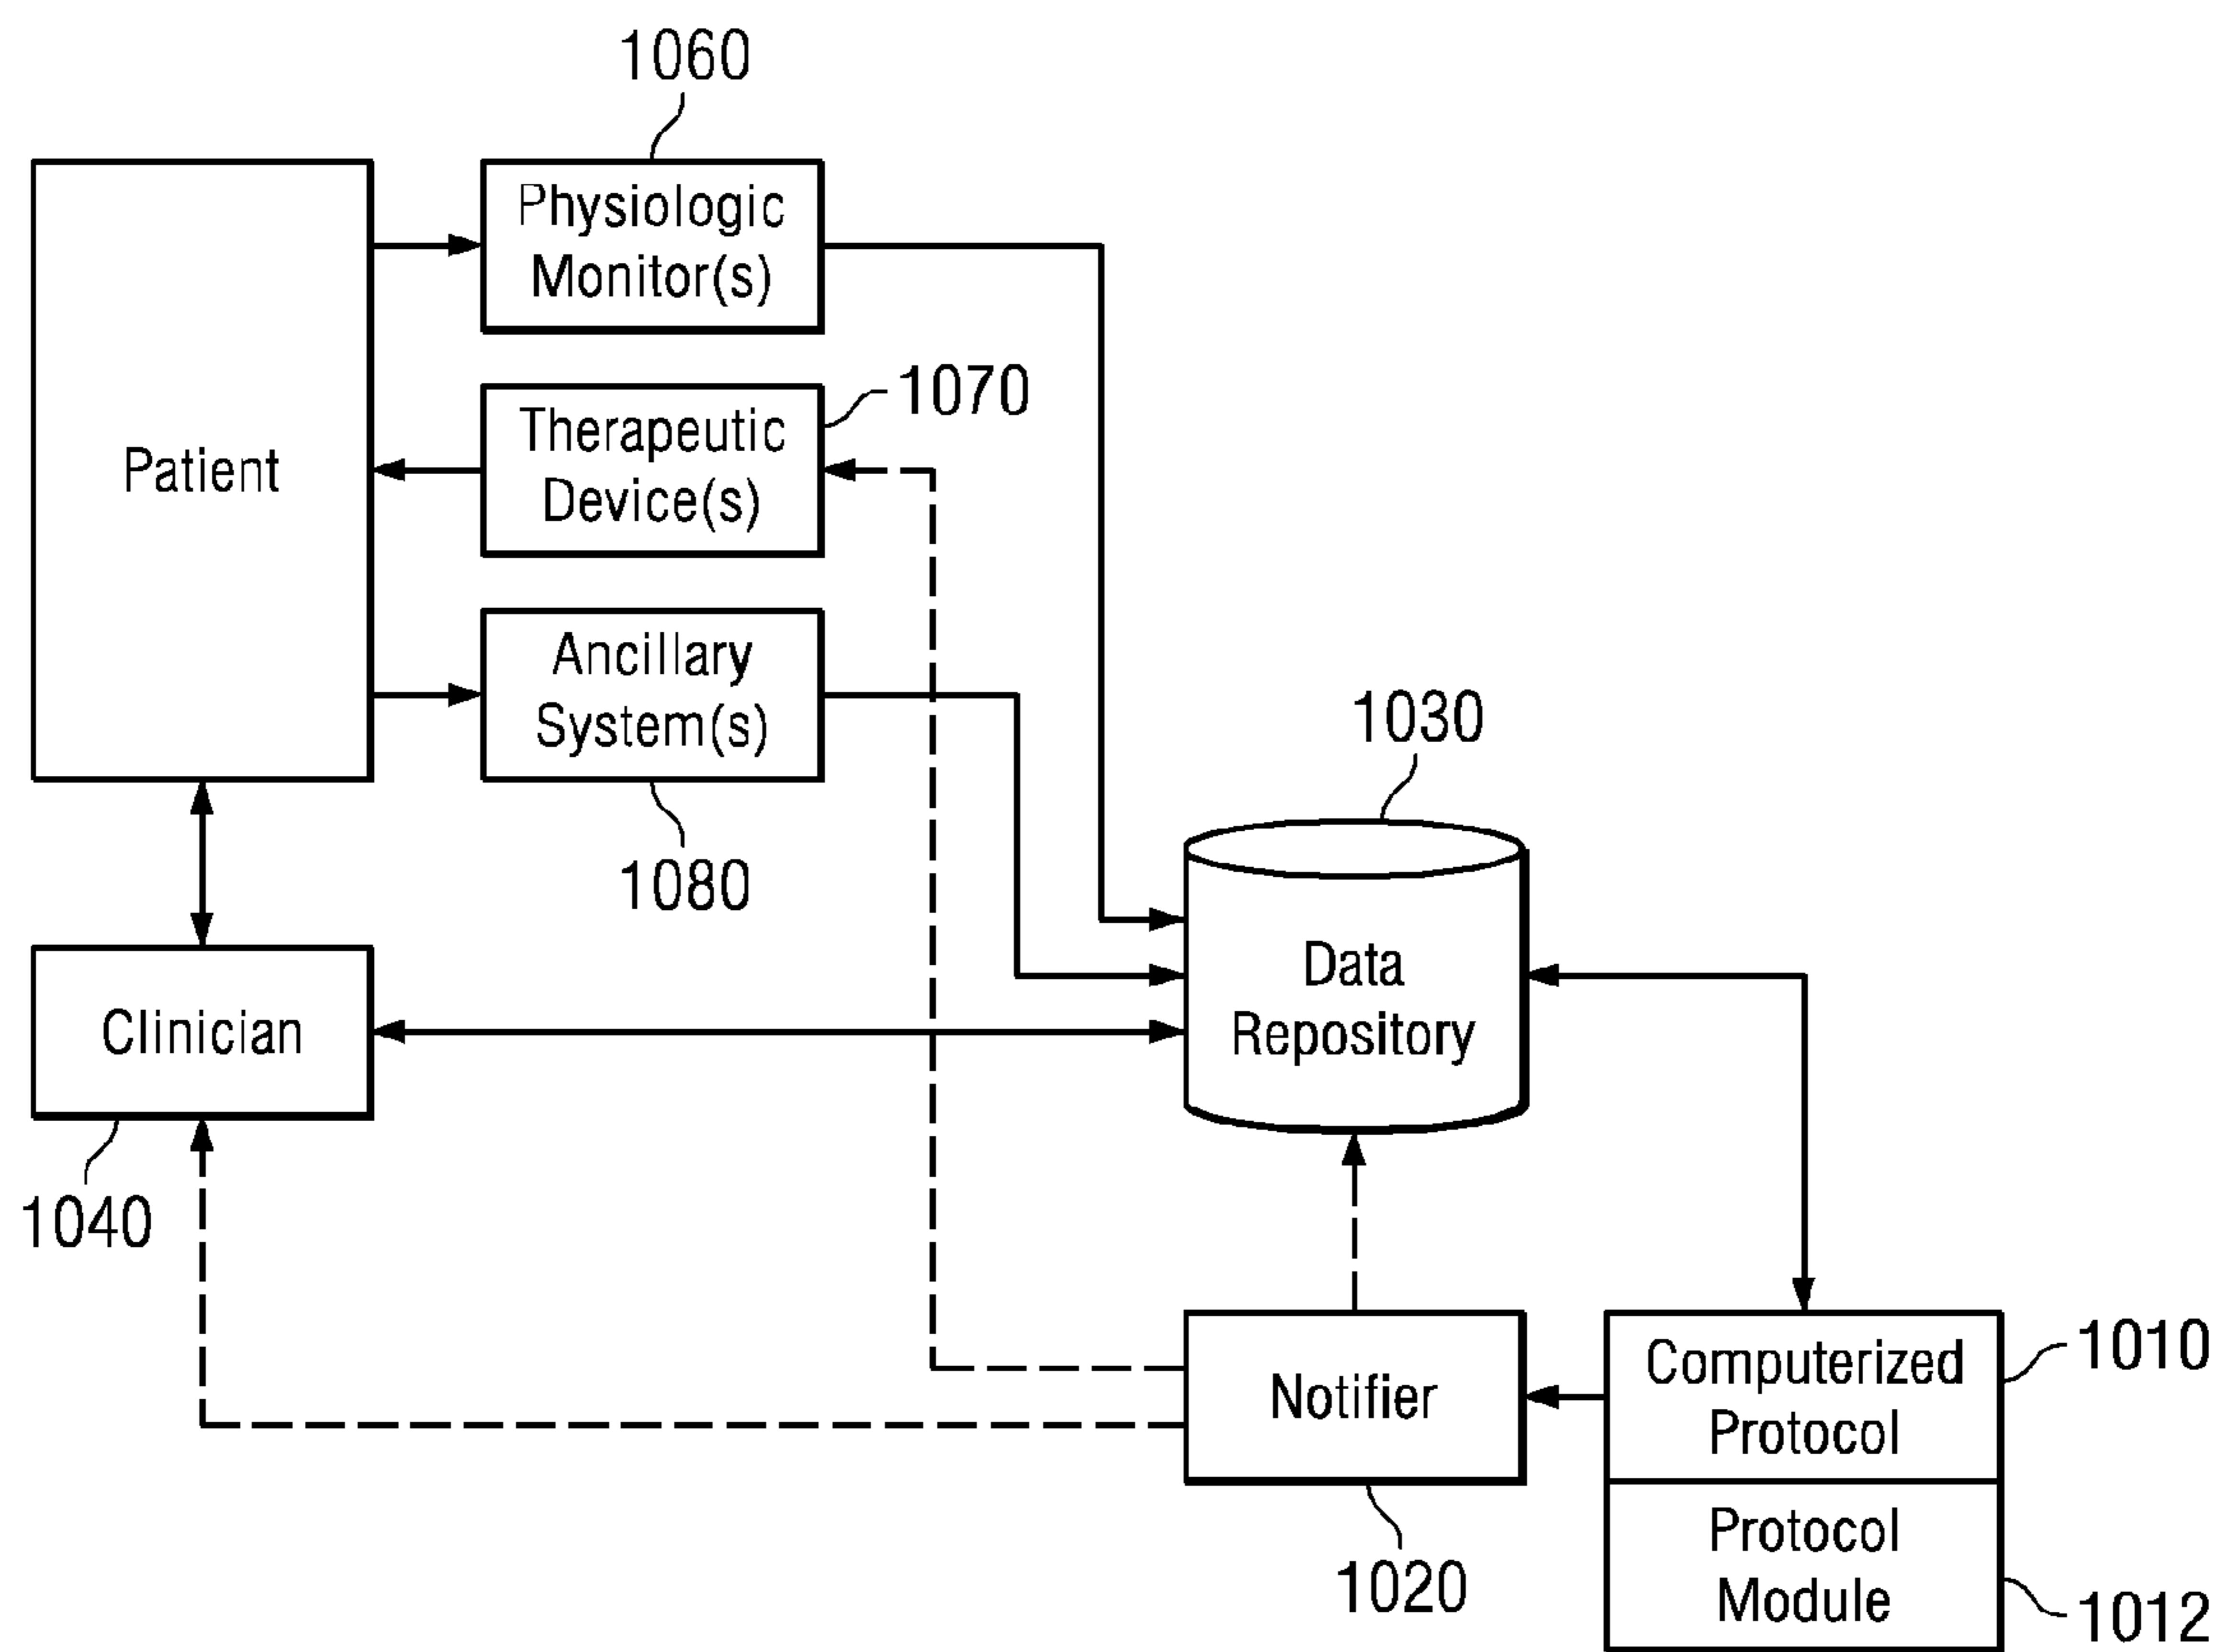 1060
Physiologic
Monitor(s)
1070
Therapeutic
Device(s)
Patient
Ancillary
System(s)
1080
1030
Data
Repository
Clinician
1040
Notifier
1020
Computerized
Protocol
1010
Protocol
Module
1012